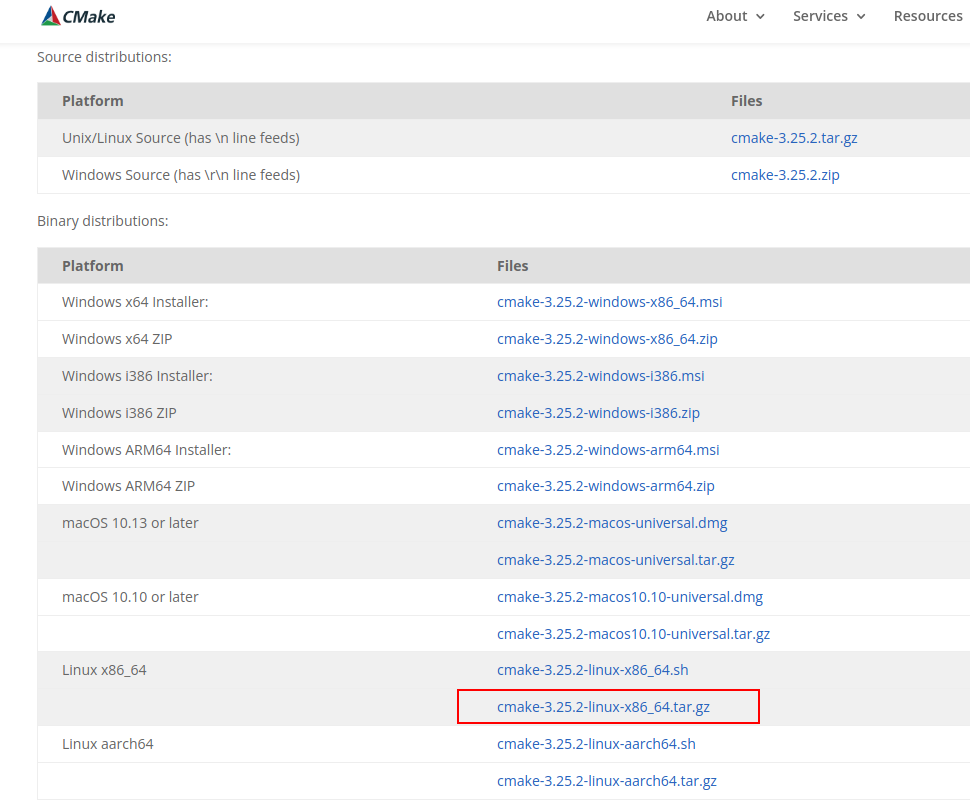 CMake
About Services Resources
Source distributions:
Platform Files
Unix/Linux Source (has \n line feeds) cmake-3.25.2.tar.gz
Windows Source (has \r\n line feeds) cmake-3.25.2.zip
Binary distributions:
Platform Files
Windows x64 Installer: cmake-3.25.2-windows-x86_64.msi
Windows x64 ZIP cmake-3.25.2-windows-x86_64.zip
Windows i386 Installer: cmake-3.25.2-windows-i386.msi
Windows i386 ZIP cmake-3.25.2-windows-i386.zip
Windows ARM64 Installer: cmake-3.25.2-windows-arm64.msi
Windows ARM64 ZIP cmake-3.25.2-windows-arm64.zip
macOS 10.13 or later cmake-3.25.2-macos-universal.dmg
cmake-3.25.2-macos-universal.tar.gz
macOS 10.10 or later cmake-3.25.2-macos10.10-universal.dmg
cmake-3.25.2-macos10.10-universal.tar.gz
Linux x86_64 cmake-3.25.2-linux-x86_64.sh
cmake-3.25.2-linux-x86_64.tar.gz
Linux aarch64 cmake-3.25.2-linux-aarch64.sh
cmake-3.25.2-linux-aarch64.tar.gz